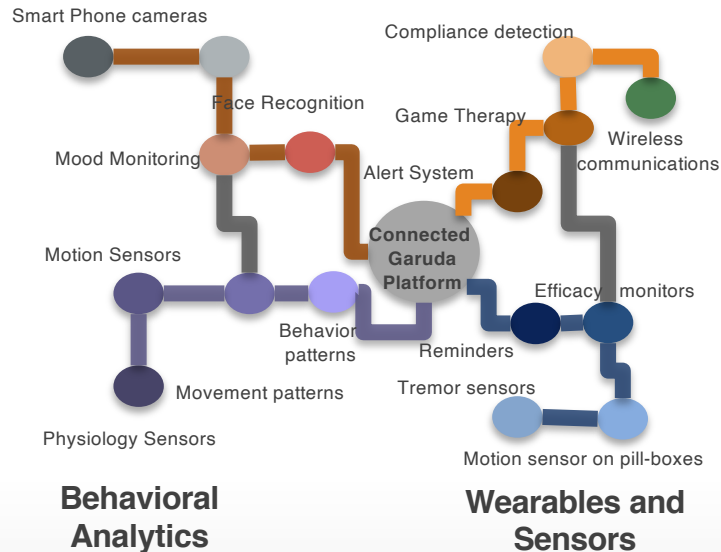 Smart Phone cameras
Compliance detection
Face Recognition
Game Therapy
Wireless
communications
Mood Monitoring
Alert System
Connected
Garuda
Platform
Motion Sensors
Efficacy monitors
Behavior
patterns
Reminders
Movement patterns
Tremor sensors
Physiology Sensors
Motion sensor on pill-boxes
Behavioral
Analytics
Wearables and
Sensors